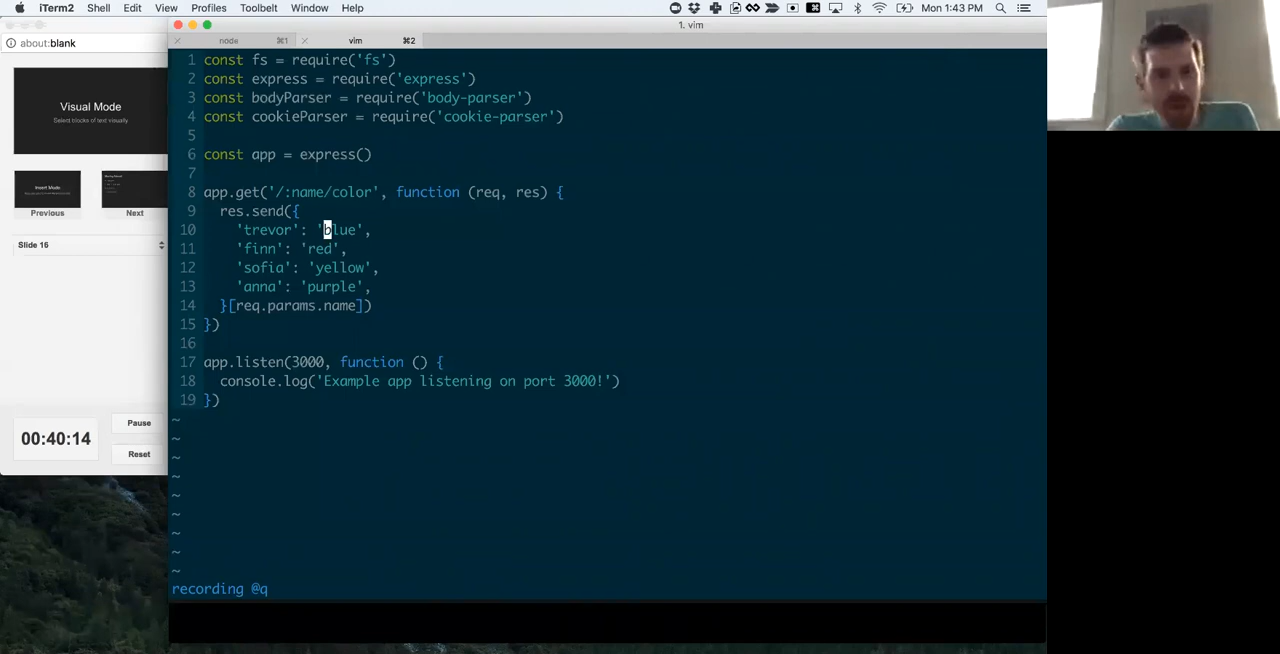 iTerm2 Shell Edit View Profiles Toolbelt Window Help Mon 1:43 PM
1. vim
about:blank
node ⌘1 vim ⌘2
Visual Mode
Select blocks of text visually
Insert Mode
Previous Next
Slide 16
00:40:14
Pause
Reset
1 const fs = require('fs')
2 const express = require('express')
3 const bodyParser = require('body-parser')
4 const cookieParser = require('cookie-parser')
5
6 const app = express()
7
8 app.get('/:name/color', function (req, res) {
9 res.send({
10 'trevor': 'blue',
11 'finn': 'red',
12 'sofia': 'yellow',
13 'anna': 'purple',
14 }[req.params.name])
15 })
16
17 app.listen(3000, function () {
18 console.log('Example app listening on port 3000!')
19 })
~
~
~
~
~
~
~
~
~
recording @q